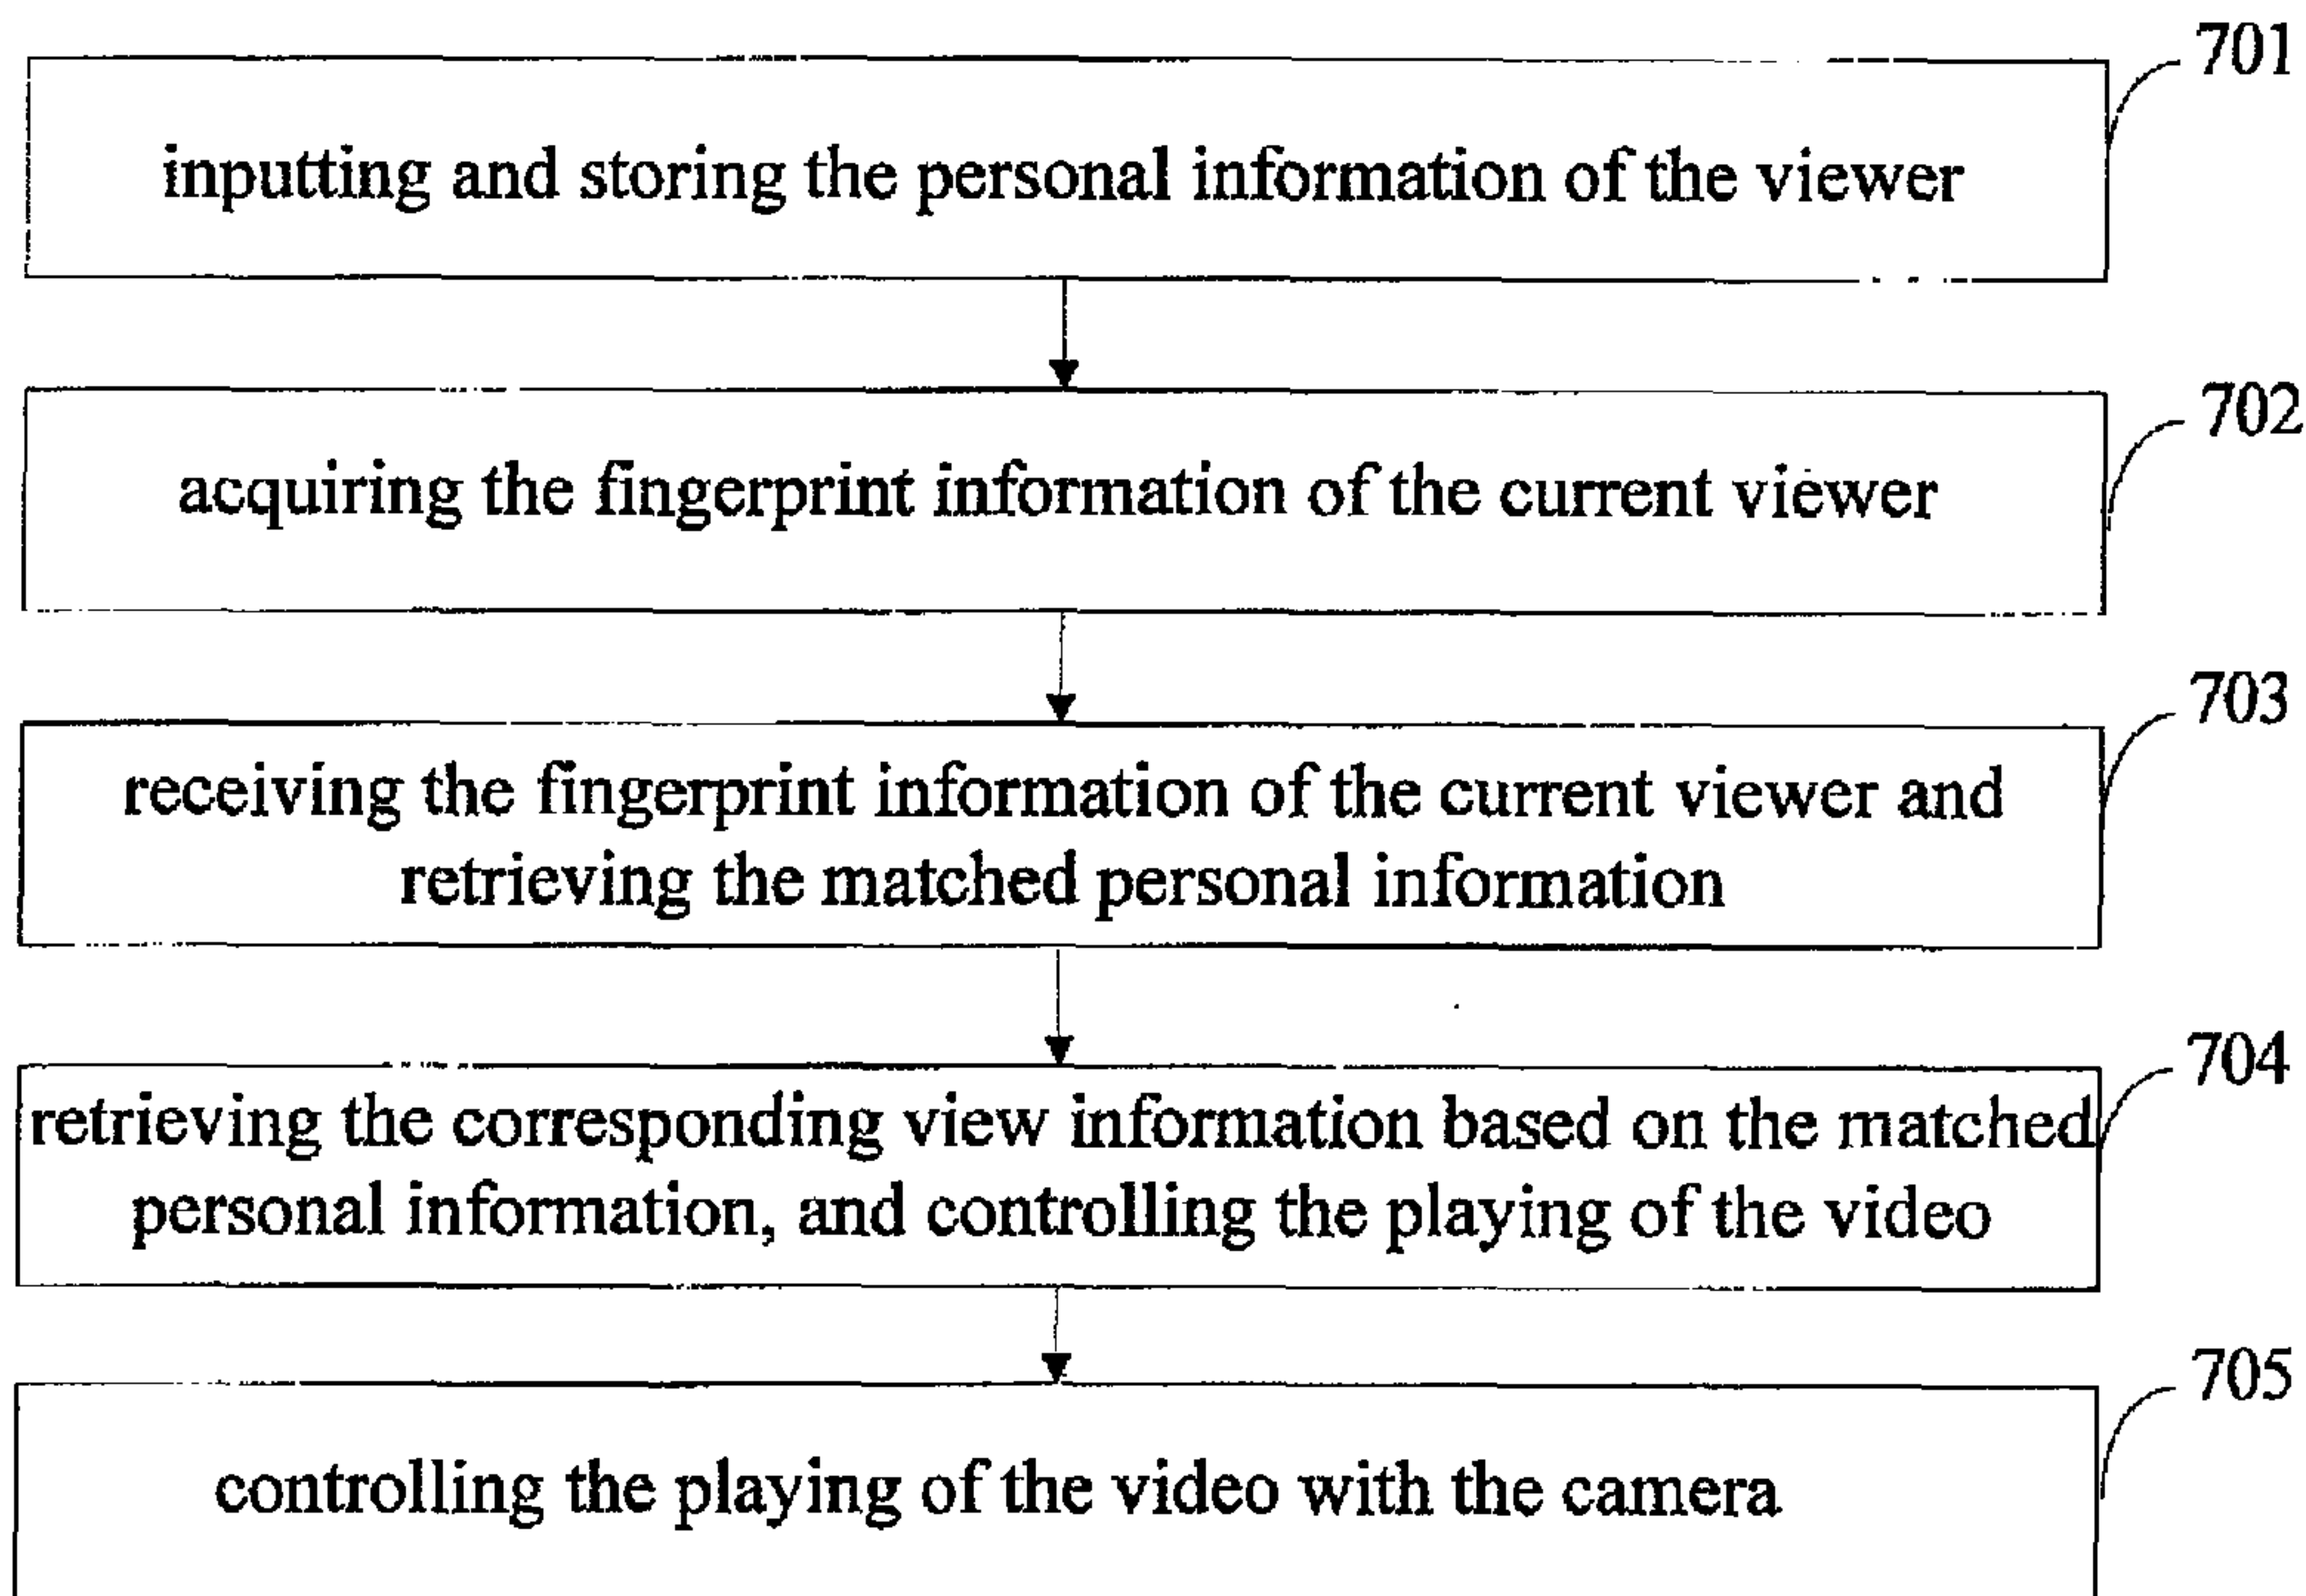 701
inputting and storing the personal information of the viewer
702
acquiring the fingerprint information of the current viewer
703
receiving the fingerprint information of the current viewer and
retrieving the matched personal information
704
retrieving the corresponding view information based on the matched
personal information, and controlling the playing of the video
705
controlling the playing of the video with the camera